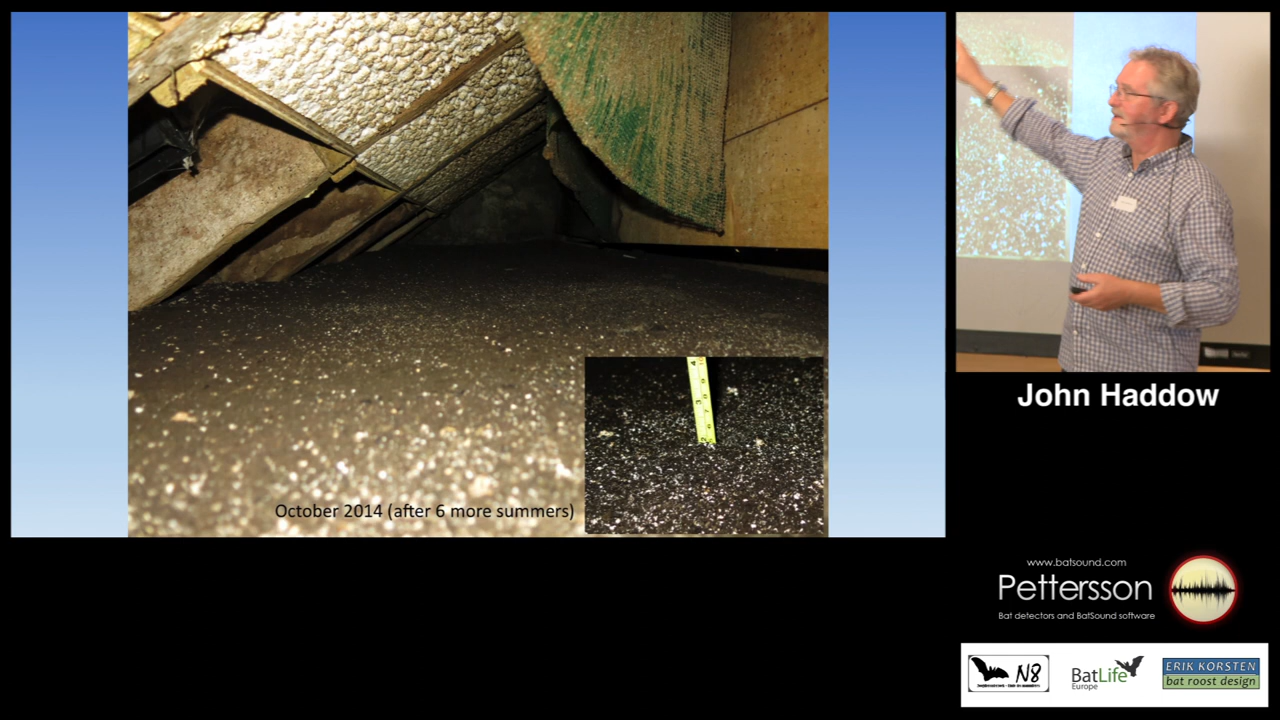 October 2014 (after 6 more summers)
John Haddow
www.batsound.com
Pettersson
Bat detectors and BatSound software
N8
BatLife
Europe
ERIK KORSTEN
bat roost design